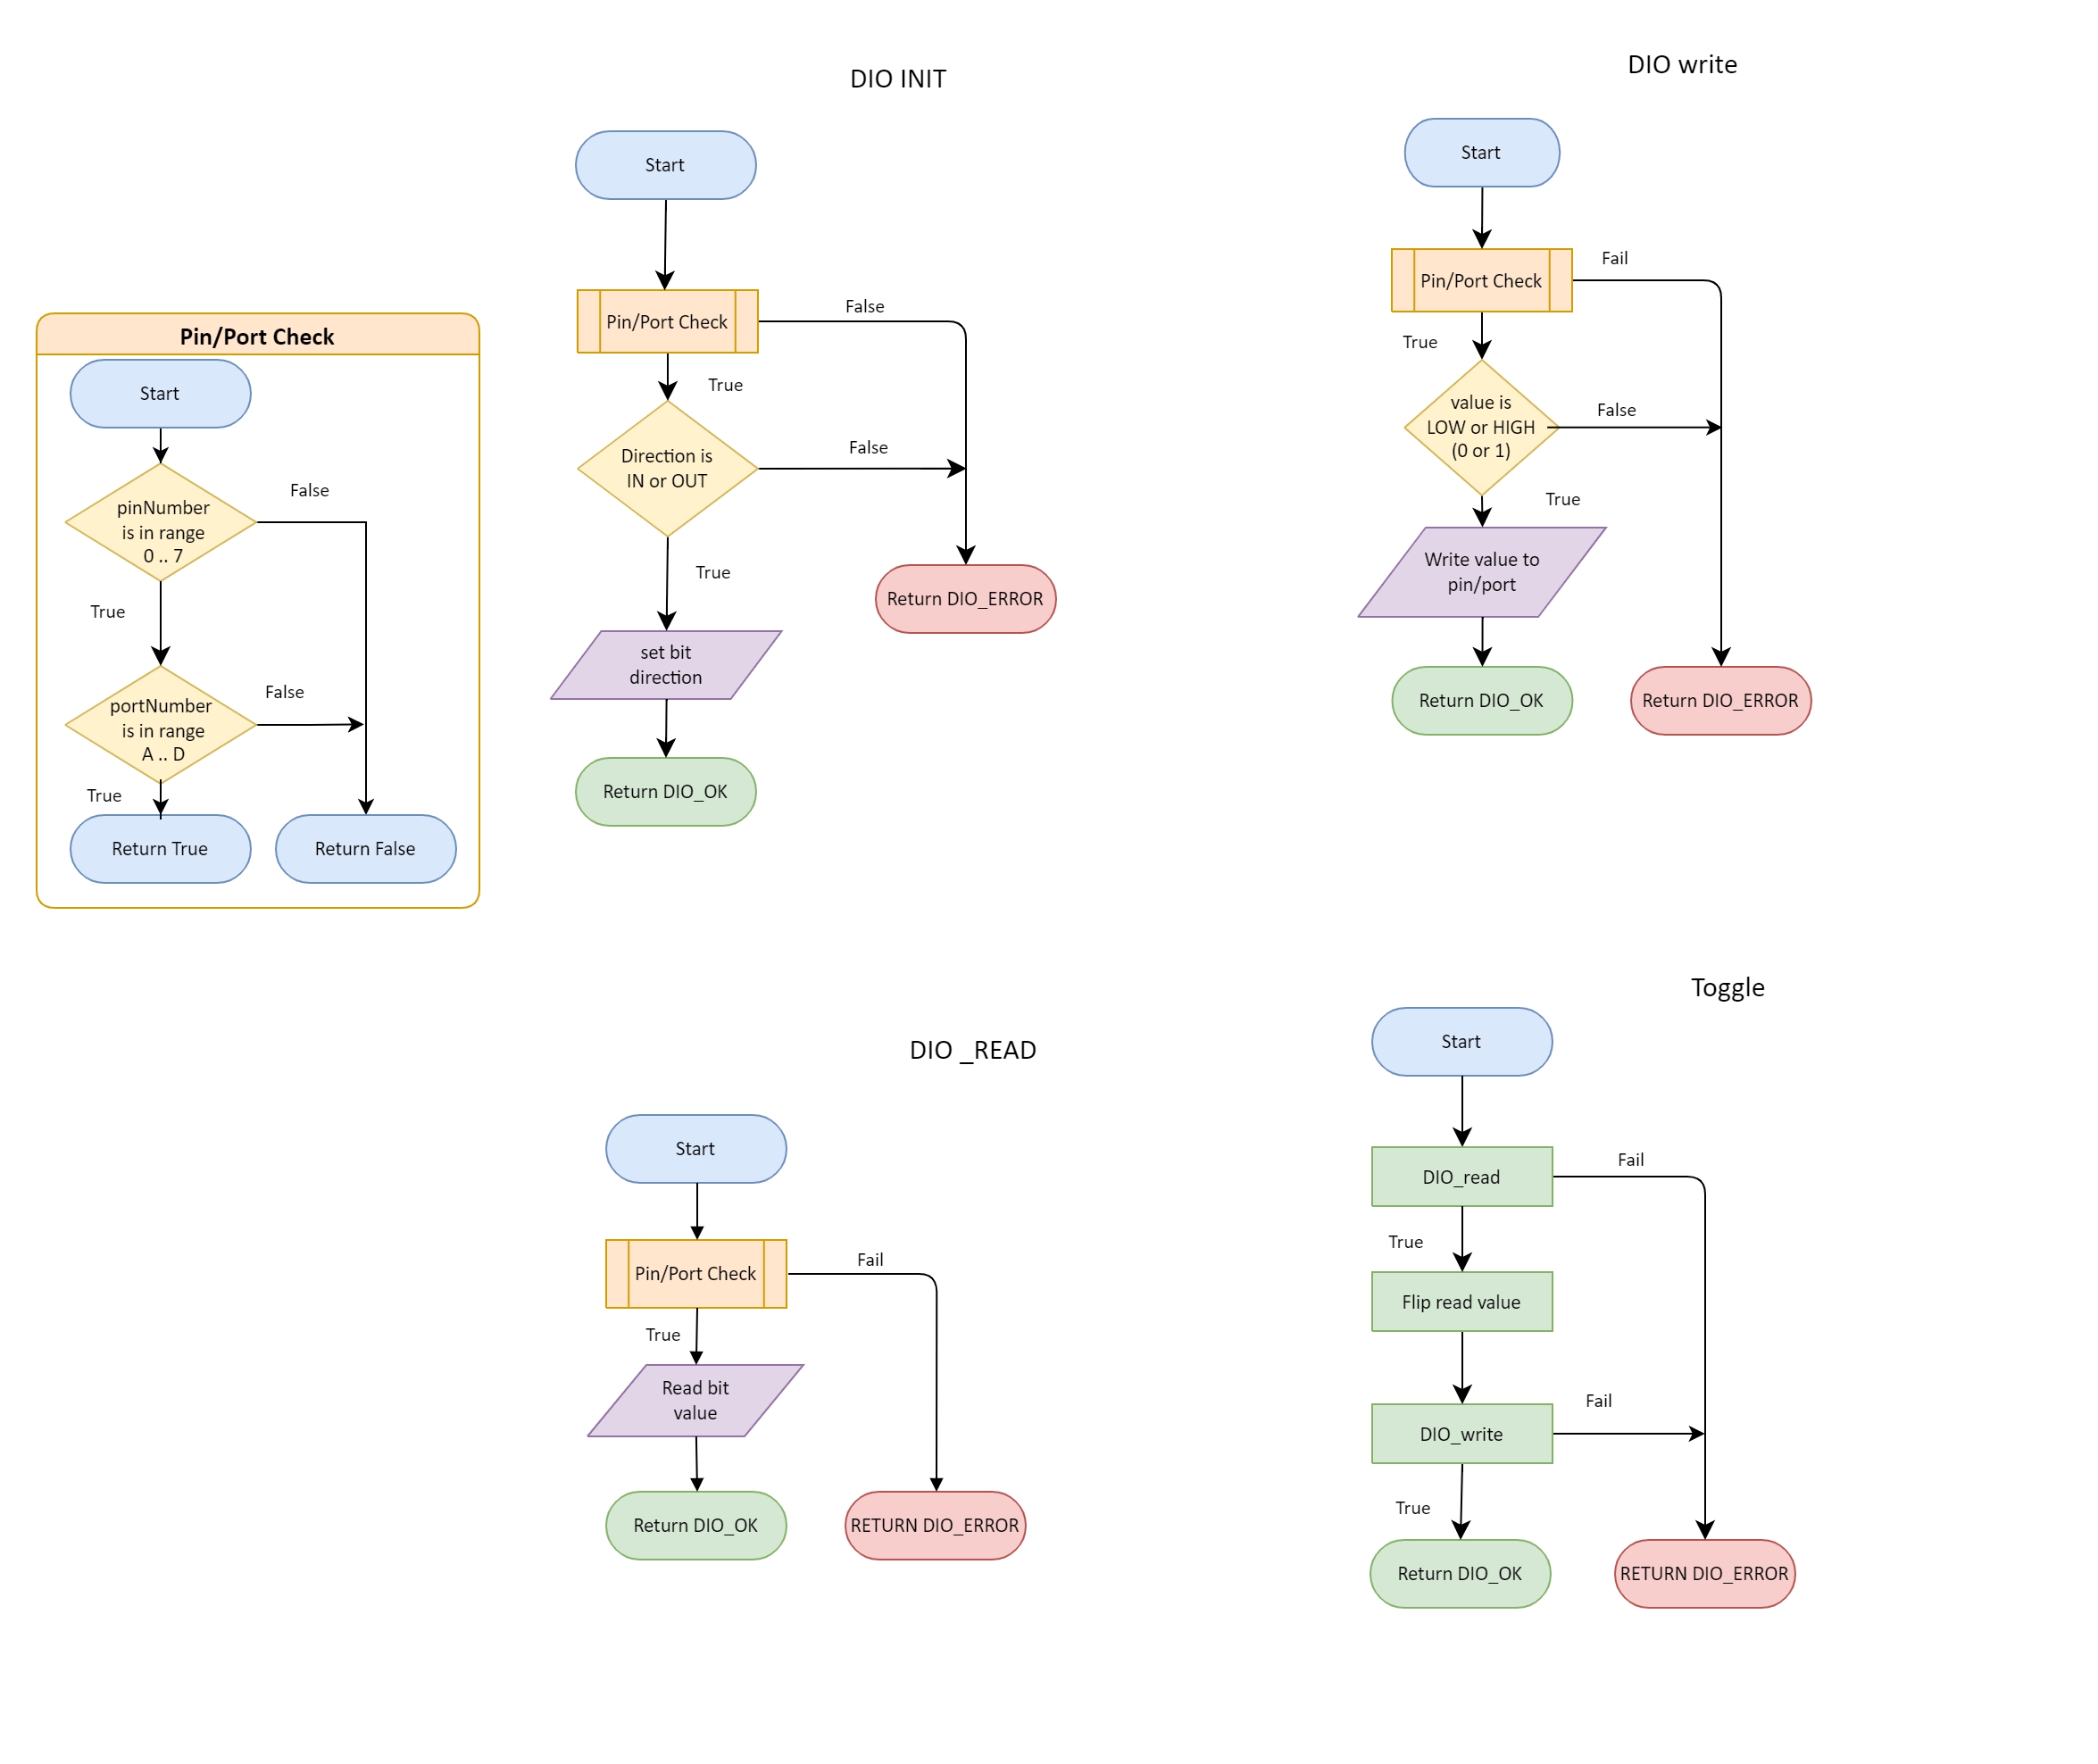 DIO INIT
Start
Pin/Port Check
False
True
Direction is
IN or OUT
False
True
Return DIO_ERROR
set bit
direction
Return DIO_OK
DIO write
Start
Pin/Port Check
Fail
True
value is
LOW or HIGH
(0 or 1)
False
True
Write value to
pin/port
Return DIO_OK
Return DIO_ERROR
Pin/Port Check
Start
pinNumber
is in range
0 .. 7
False
True
portNumber
is in range
A .. D
False
True
Return True
Return False
DIO _READ
Start
Pin/Port Check
Fail
True
Read bit
value
Return DIO_OK
RETURN DIO_ERROR
Toggle
Start
DIO_read
Fail
True
Flip read value
DIO_write
Fail
True
Return DIO_OK
RETURN DIO_ERROR